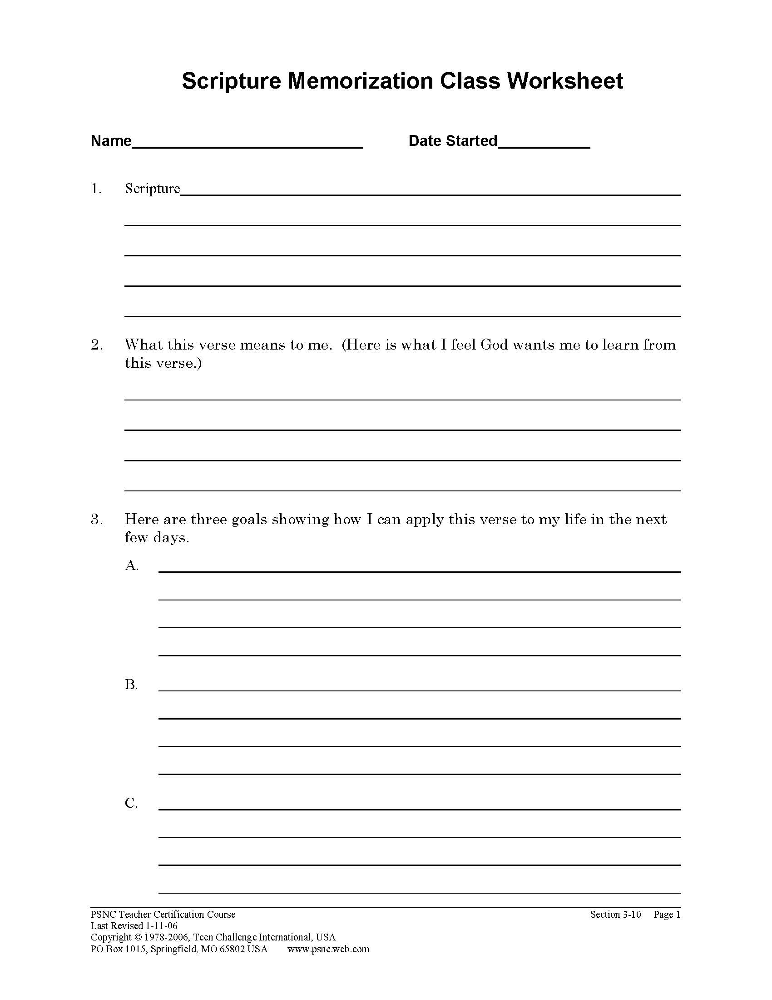 Scripture Memorization Class Worksheet
Name Date Started
1. Scripture
2. What this verse means to me. (Here is what I feel God wants me to learn from
this verse.)
3. Here are three goals showing how I can apply this verse to my life in the next
few days.
A.
B.
C.
PSNC Teacher Certification Course Section 3-10 Page 1
Last Revised 1-11-06
Copyright © 1978-2006, Teen Challenge International, USA
PO Box 1015, Springfield, MO 65802 USA www.psnc.web.com